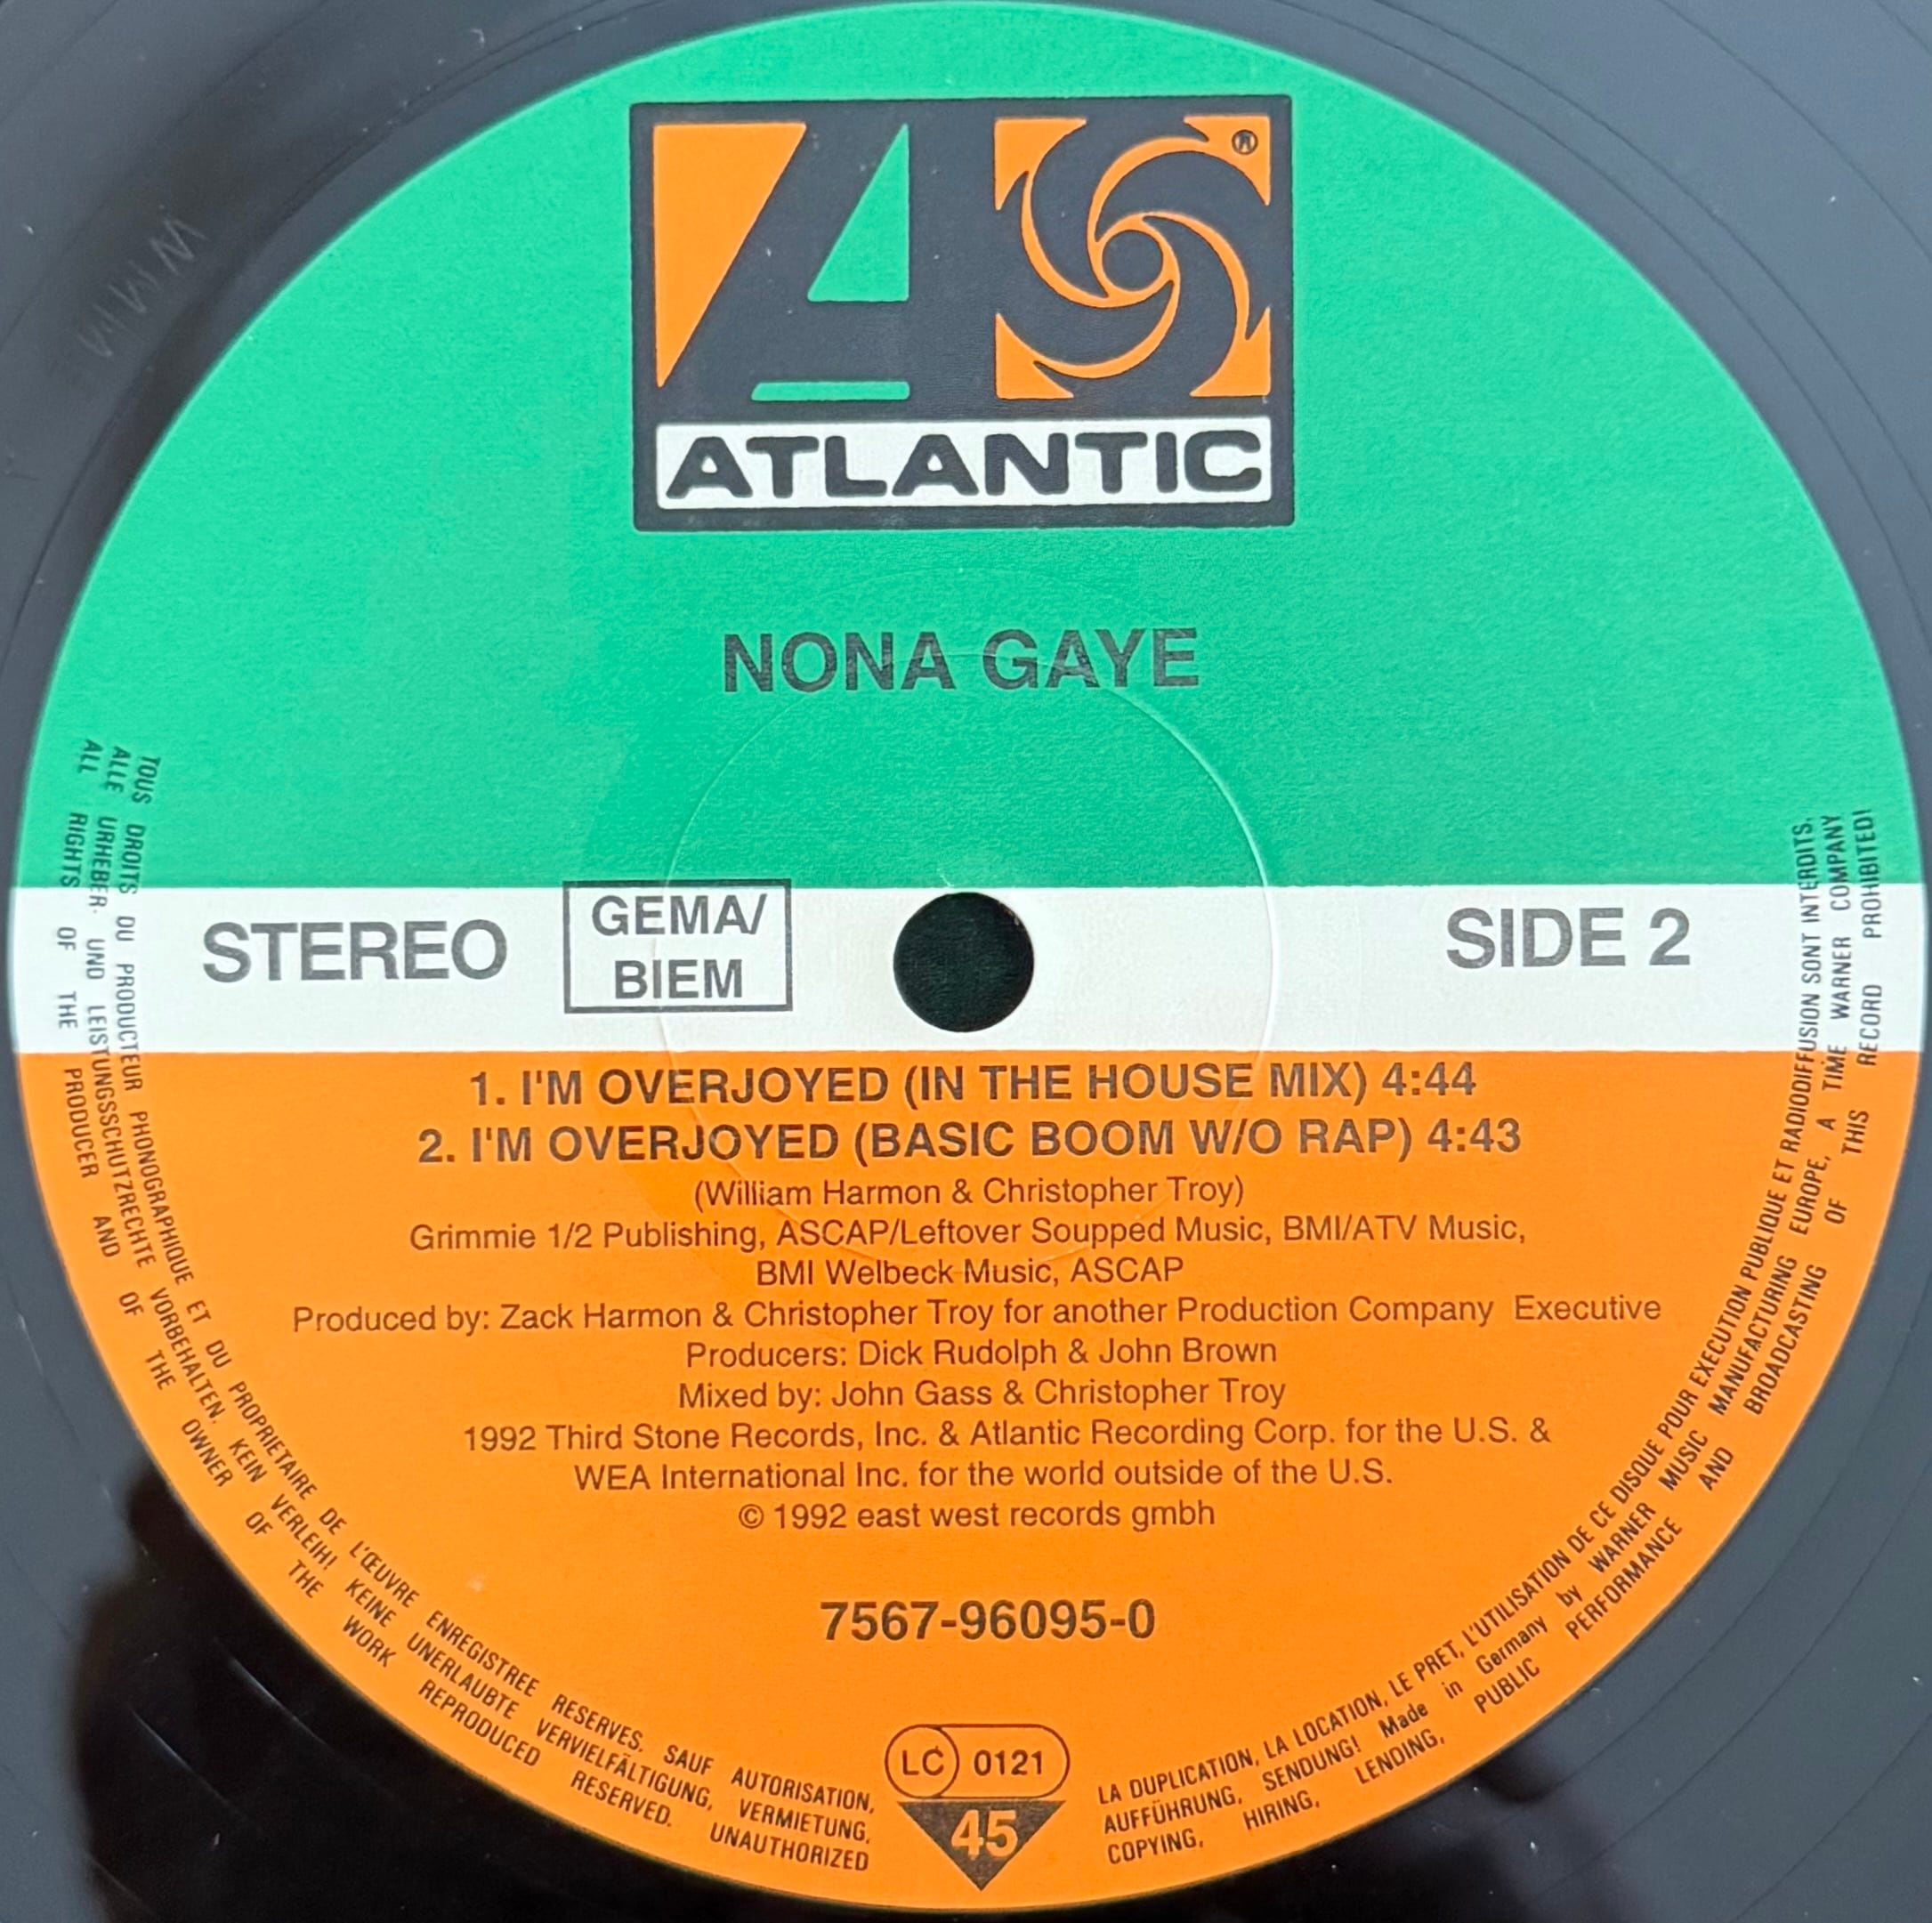 ®
ATLANTIC
NONA GAYE
STEREO
GEMA/
BIEM
SIDE 2
1. I'M OVERJOYED (IN THE HOUSE MIX) 4:44
2. I'M OVERJOYED (BASIC BOOM W/O RAP) 4:43
(William Harmon & Christopher Troy)
Grimmie 1/2 Publishing, ASCAP/Leftover Soupped Music, BMI/ATV Music,
BMI Welbeck Music, ASCAP
Produced by: Zack Harmon & Christopher Troy for another Production Company Executive
Producers: Dick Rudolph & John Brown
Mixed by: John Gass & Christopher Troy
1992 Third Stone Records, Inc. & Atlantic Recording Corp. for the U.S. &
WEA International Inc. for the world outside of the U.S.
© 1992 east west records gmbh
7567-96095-0
LC 0121
45
TOUS DROITS DU PRODUCTEUR PHONOGRAPHIQUE ET DU PROPRIETAIRE DE L'ŒUVRE ENREGISTREE RESERVES. SAUF AUTORISATION, LA DUPLICATION, LA LOCATION, LE PRET, L'UTILISATION DE CE DISQUE POUR EXECUTION PUBLIQUE ET RADIODIFFUSION SONT INTERDITS.
ALLE URHEBER- UND LEISTUNGSSCHUTZRECHTE VORBEHALTEN. KEIN VERLEIH! KEINE UNERLAUBTE VERVIELFÄLTIGUNG, VERMIETUNG, AUFFÜHRUNG, SENDUNG! Made in Germany by WARNER MUSIC MANUFACTURING EUROPE, A TIME WARNER COMPANY
ALL RIGHTS OF THE PRODUCER AND OF THE OWNER OF THE WORK REPRODUCED RESERVED. UNAUTHORIZED COPYING, HIRING, LENDING, PUBLIC PERFORMANCE AND BROADCASTING OF THIS RECORD PROHIBITED!